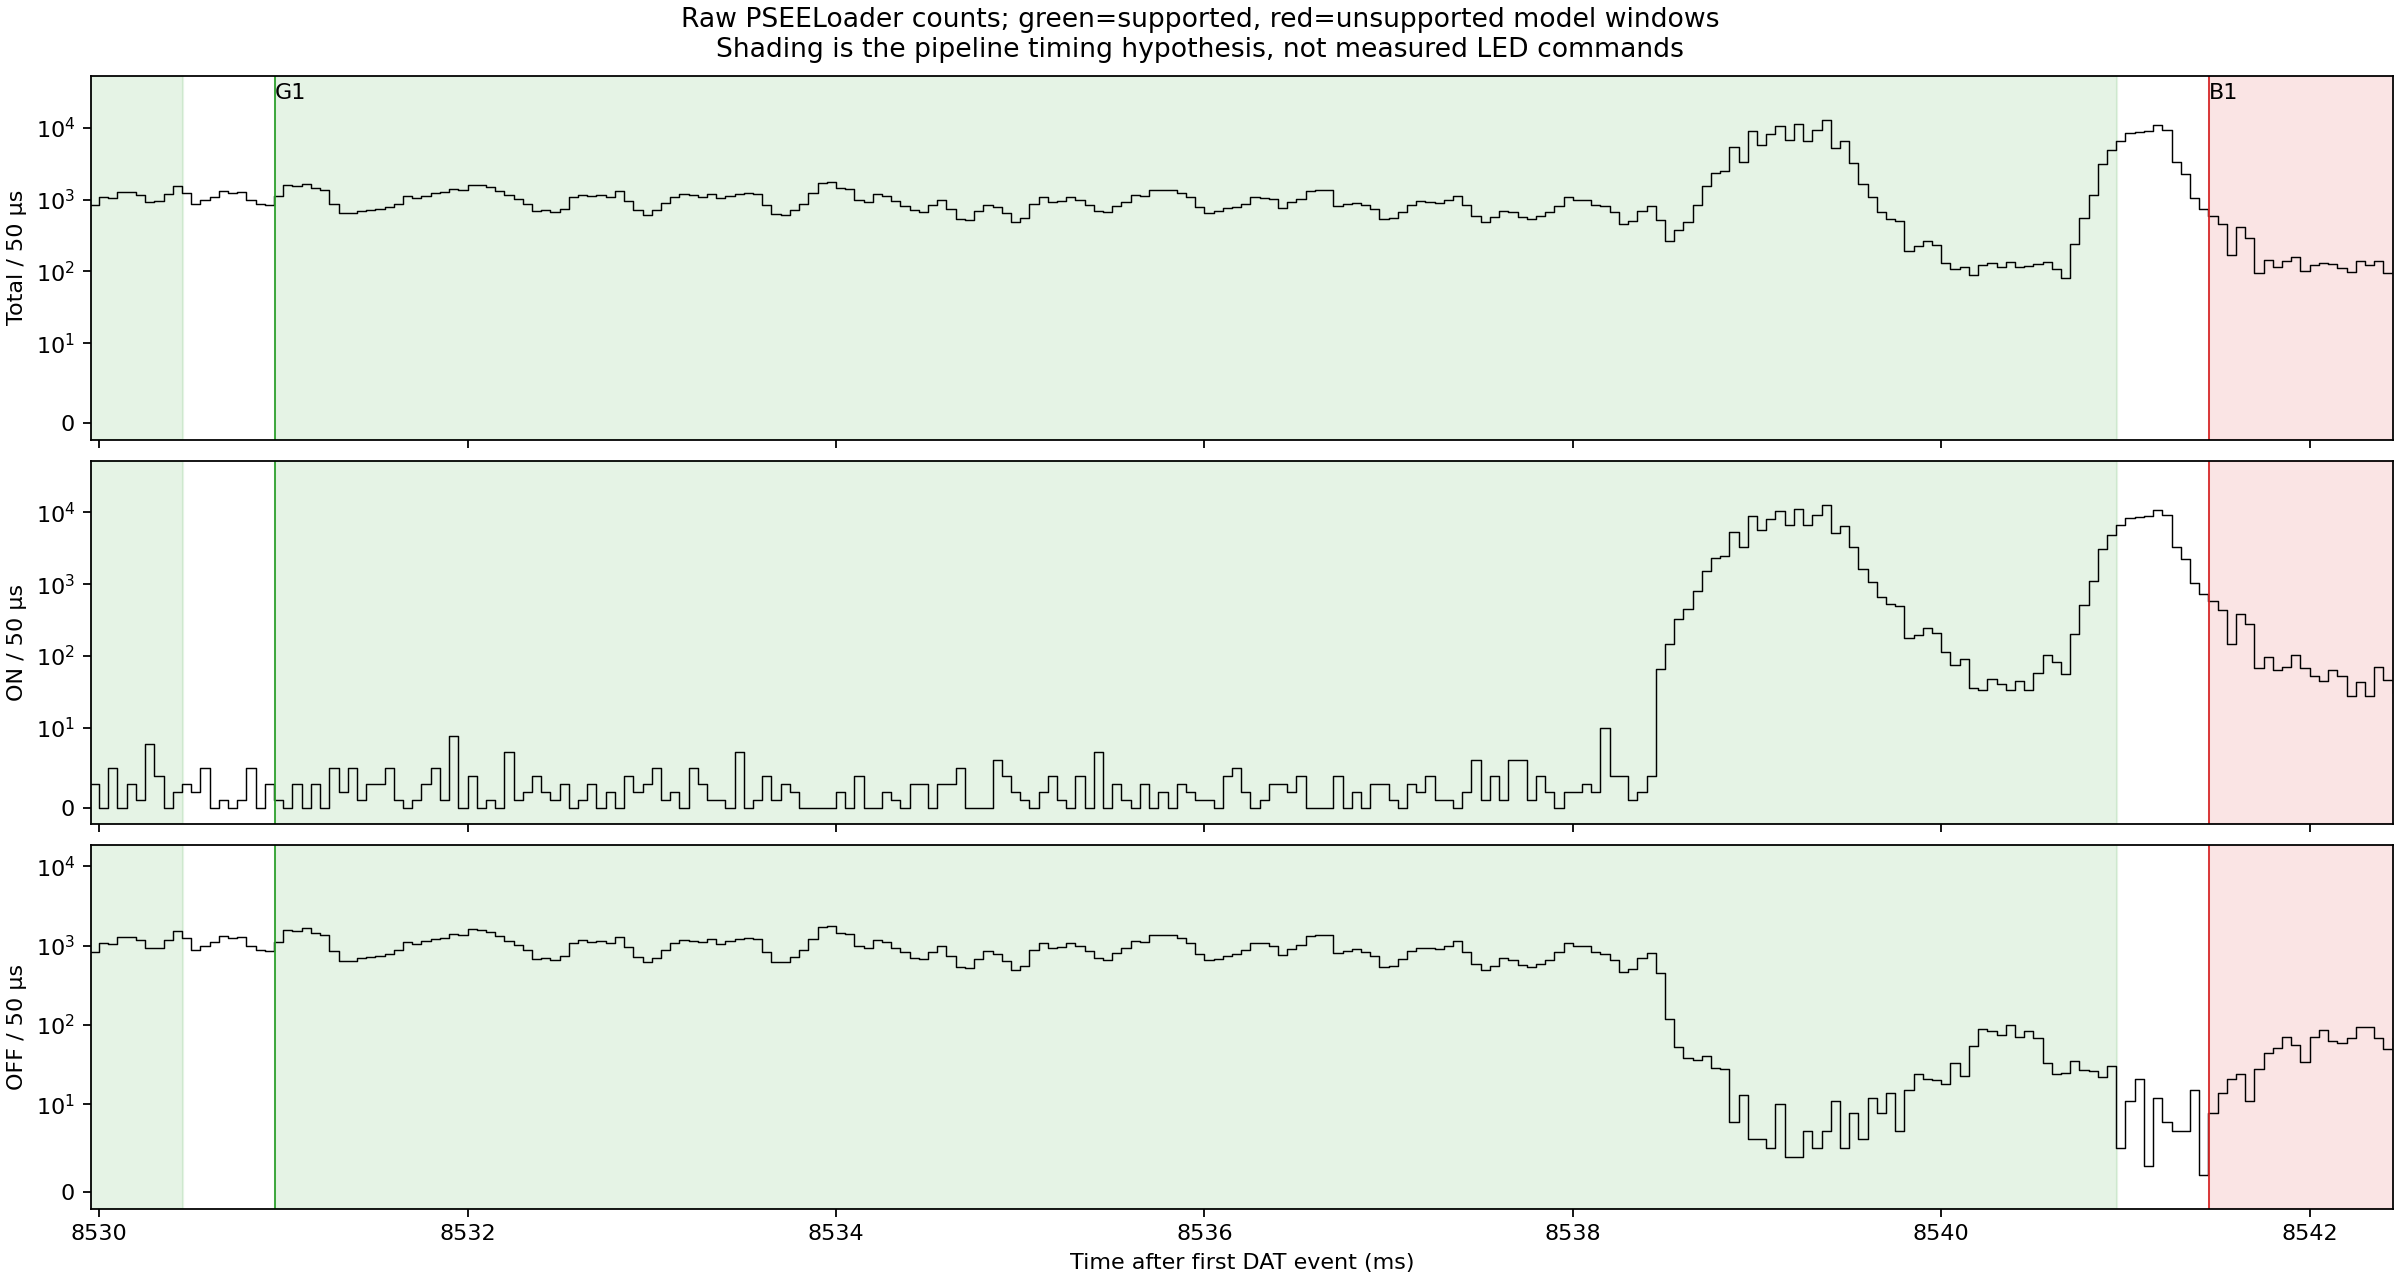 Raw PSEELoader counts; green=supported, red=unsupported model windows
Shading is the pipeline timing hypothesis, not measured LED commands
G1
B1
10⁴
10³
10²
10¹
0
Total / 50 µs
10⁴
10³
10²
10¹
0
ON / 50 µs
10⁴
10³
10²
10¹
0
OFF / 50 µs
8530 8532 8534 8536 8538 8540 8542
Time after first DAT event (ms)